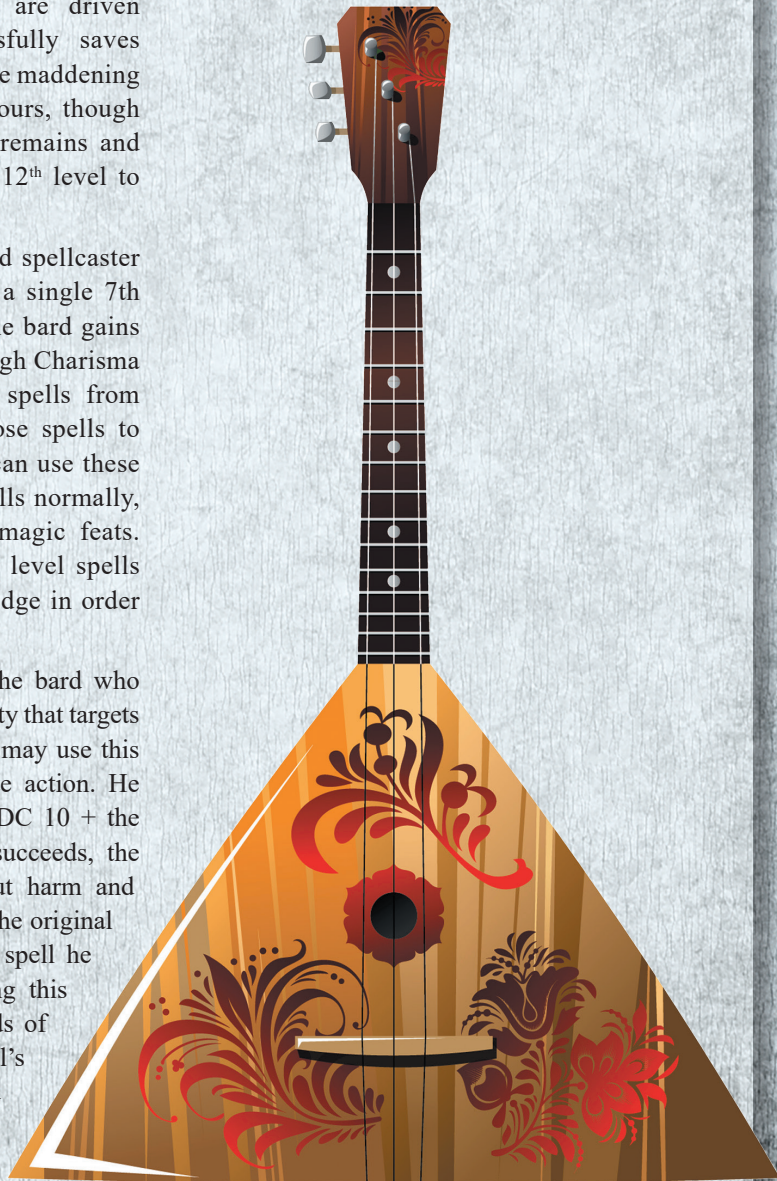 are driven
sfully saves
e maddening
ours, though
remains and
12th level to
d spellcaster
a single 7th
e bard gains
gh Charisma
spells from
ose spells to
can use these
lls normally,
magic feats.
level spells
dge in order
he bard who
ty that targets
may use this
e action. He
DC 10 + the
succeeds, the
ut harm and
he original
spell he
ng this
ds of
l's